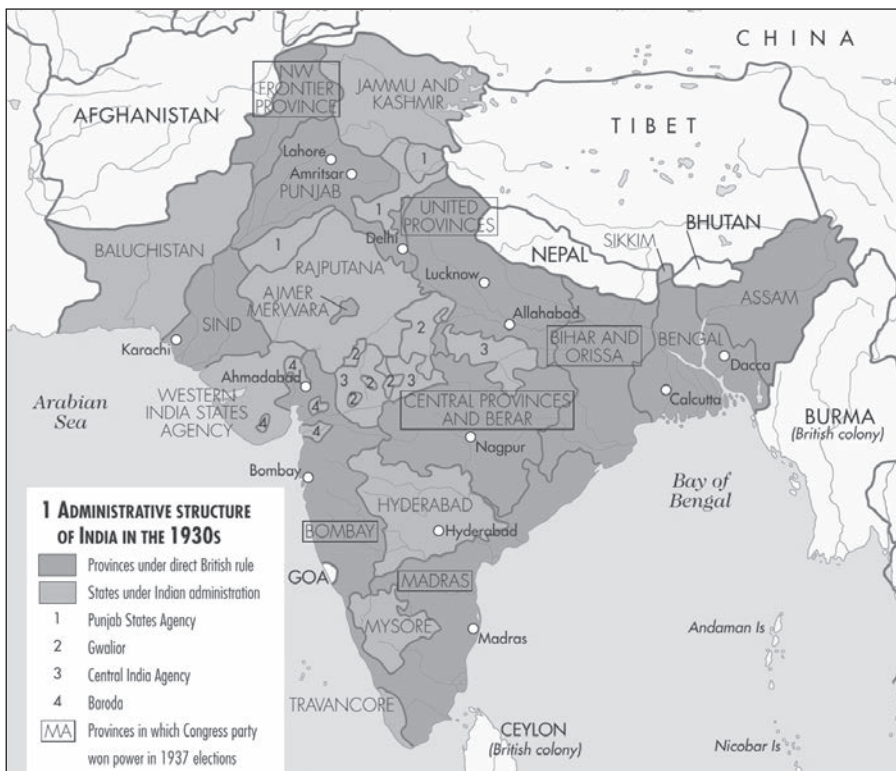 CHINA
NW
FRONTIER
PROVINCE
JAMMU AND
KASHMIR
AFGHANISTAN
TIBET
Lahore
Amritsar
PUNJAB
1
1
UNITED
PROVINCES
BHUTAN
SIKKIM
NEPAL
Delhi
1
BALUCHISTAN
RAJPUTANA
Lucknow
ASSAM
AJMER
MERWARA
Allahabad
SIND
2
BIHAR AND
ORISSA
BENGAL
Dacca
Karachi
3
2
4
Ahmadabad
3
2
2
3
2
Calcutta
Arabian
Sea
WESTERN
INDIA STATES
AGENCY
4
4
4
CENTRAL PROVINCES
AND BERAR
BURMA
(British colony)
Nagpur
Bombay
Bay of
Bengal
HYDERABAD
Hyderabad
BOMBAY
GOA
MADRAS
MYSORE
Madras
Andaman Is
TRAVANCORE
CEYLON
(British colony)
Nicobar Is
1 ADMINISTRATIVE STRUCTURE
OF INDIA IN THE 1930S
Provinces under direct British rule
States under Indian administration
1 Punjab States Agency
2 Gwalior
3 Central India Agency
4 Baroda
MA Provinces in which Congress party
won power in 1937 elections